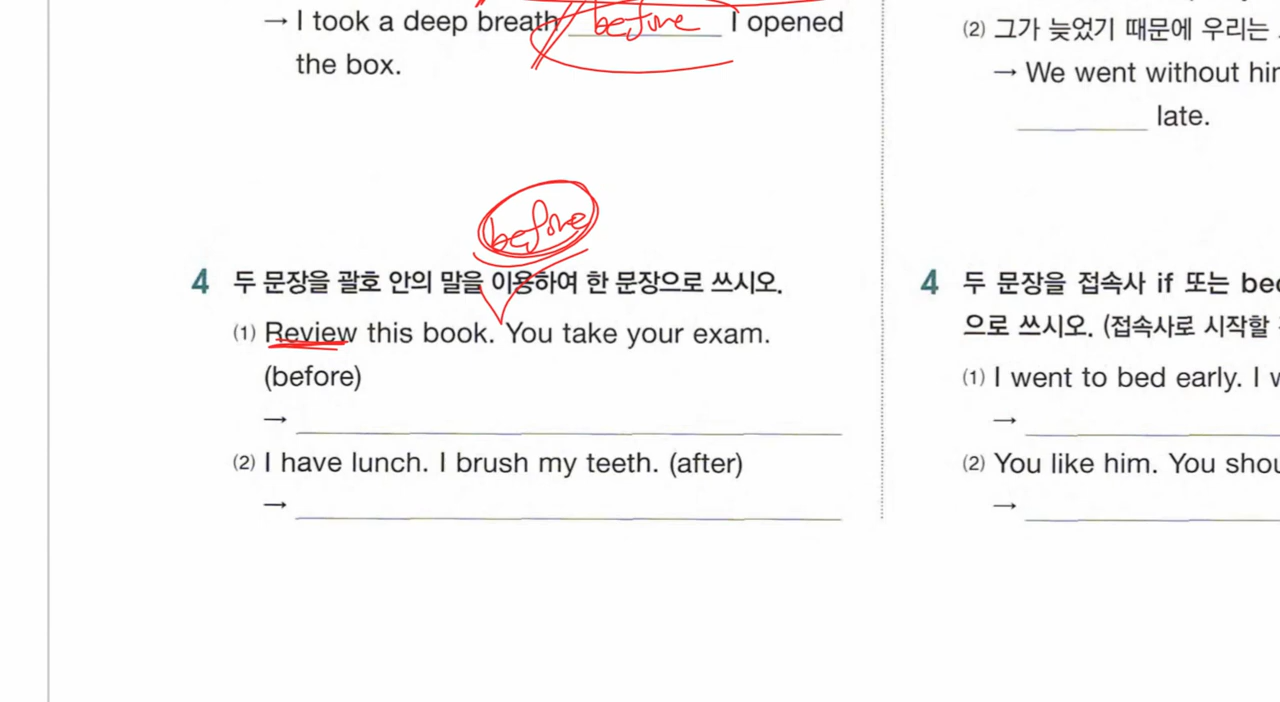 → I took a deep breath before I opened
the box.
before
4 두 문장을 괄호 안의 말을 이용하여 한 문장으로 쓰시오.
(1) Review this book. You take your exam.
(before)
→
(2) I have lunch. I brush my teeth. (after)
→
(2) 그가 늦었기 때문에 우리는
→ We went without hi
late.
4 두 문장을 접속사 if 또는 be
으로 쓰시오. (접속사로 시작할
(1) I went to bed early. I
→
(2) You like him. You shou
→